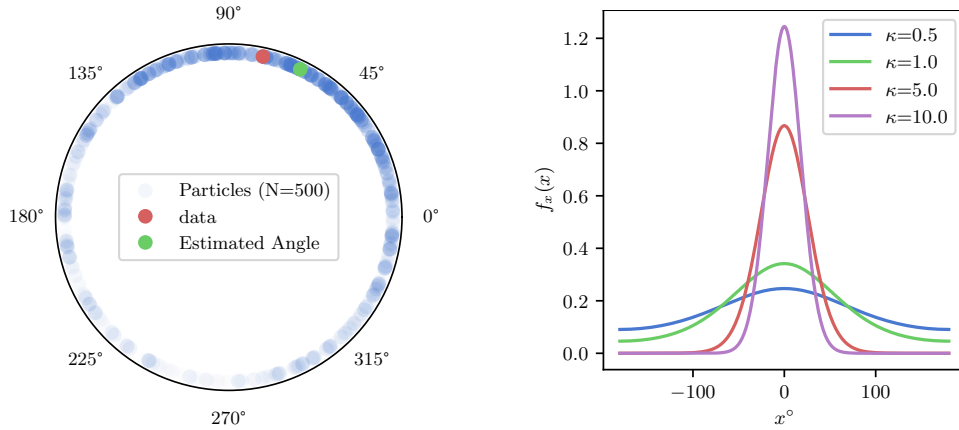 90°
135°
45°
180°
0°
225°
315°
270°
Particles (N=500)
data
Estimated Angle
1.2
1.0
0.8
0.6
0.4
0.2
0.0
f_x(x)
−100
0
100
x°
κ=0.5
κ=1.0
κ=5.0
κ=10.0